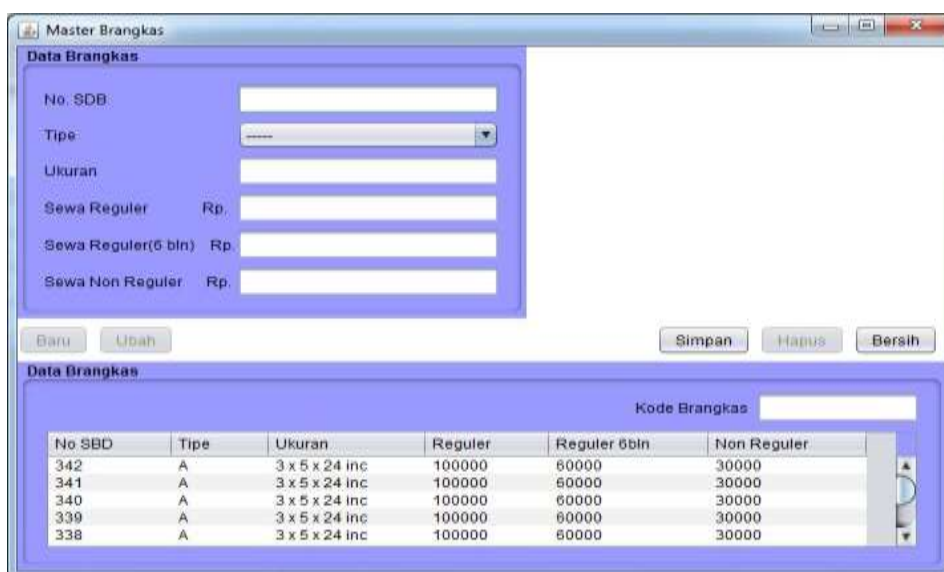 Master Brangkas
Data Brangkas
No. SDB
Tipe -----
Ukuran
Sewa Reguler Rp.
Sewa Reguler(6 bln) Rp.
Sewa Non Reguler Rp.
Baru Ubah Simpan Hapus Bersih
Data Brangkas
Kode Brangkas
No SBD Tipe Ukuran Reguler Reguler 6bln Non Reguler
342 A 3 x 5 x 24 inc 100000 60000 30000
341 A 3 x 5 x 24 inc 100000 60000 30000
340 A 3 x 5 x 24 inc 100000 60000 30000
339 A 3 x 5 x 24 inc 100000 60000 30000
338 A 3 x 5 x 24 inc 100000 60000 30000